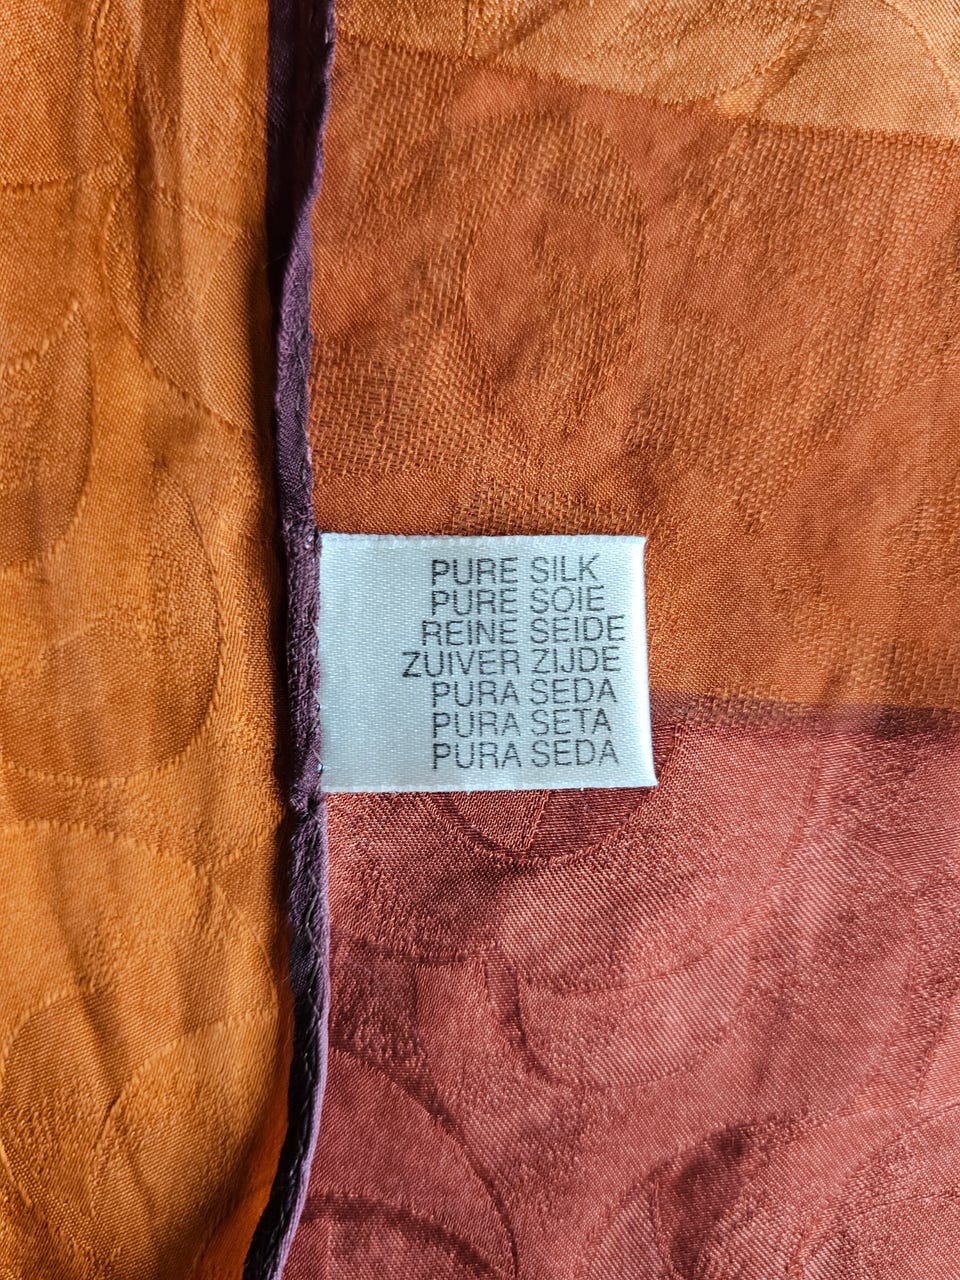 PURE SILK
PURE SOIE
REINE SEIDE
ZUIVER ZIJDE
PURA SEDA
PURA SETA
PURA SEDA